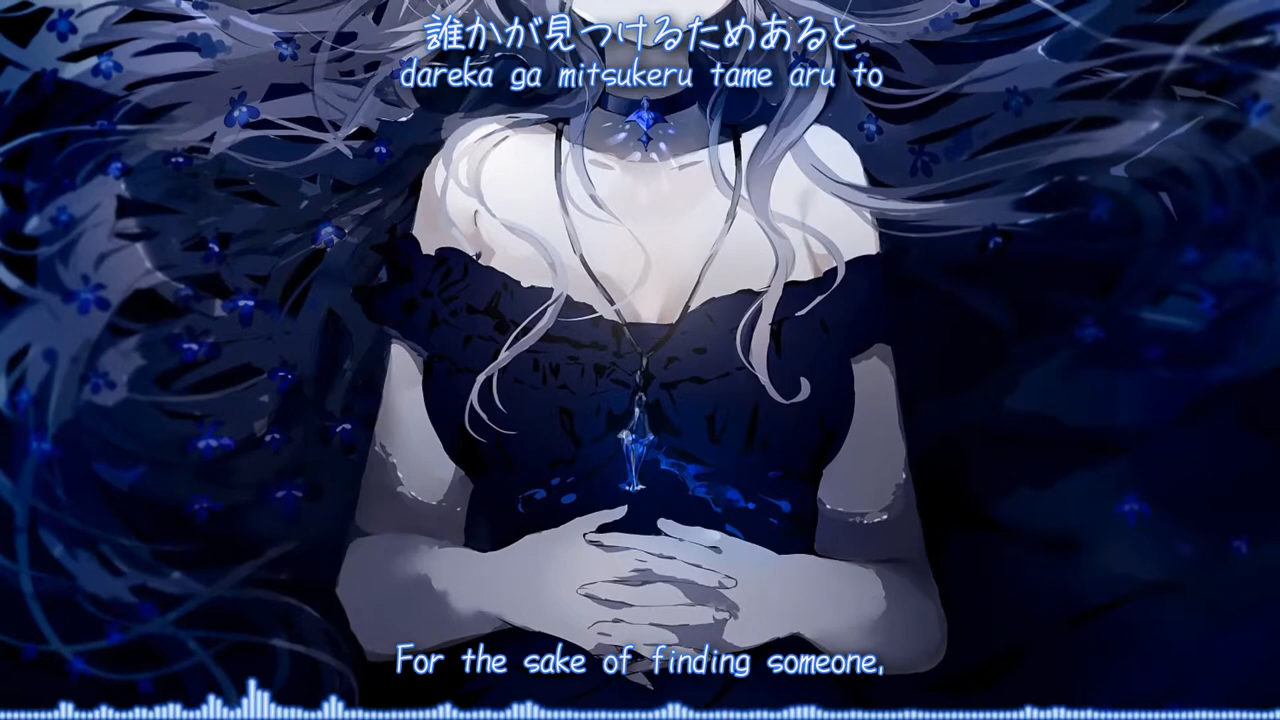 誰かが見つけるためあると
dareka ga mitsukeru tame aru to
For the sake of finding someone,